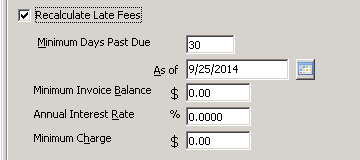 Recalculate Late Fees
Minimum Days Past Due 30
As of 9/25/2014
Minimum Invoice Balance $ 0.00
Annual Interest Rate % 0.0000
Minimum Charge $ 0.00